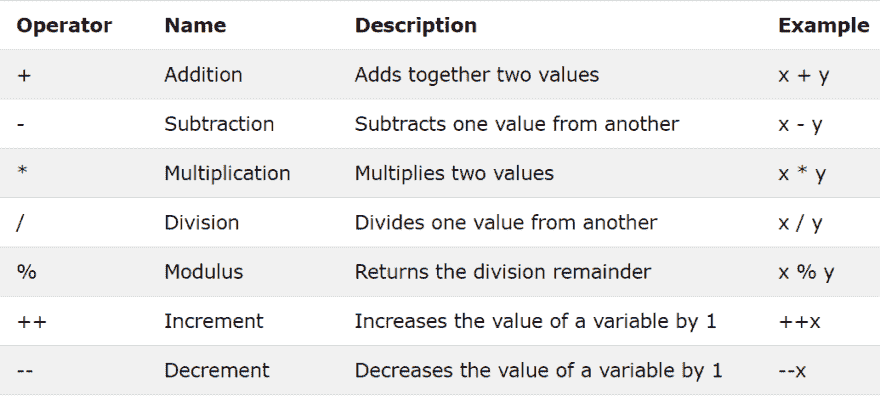 Operator Name Description Example
+ Addition Adds together two values x + y
- Subtraction Subtracts one value from another x - y
* Multiplication Multiplies two values x * y
/ Division Divides one value from another x / y
% Modulus Returns the division remainder x % y
++ Increment Increases the value of a variable by 1 ++x
-- Decrement Decreases the value of a variable by 1 --x